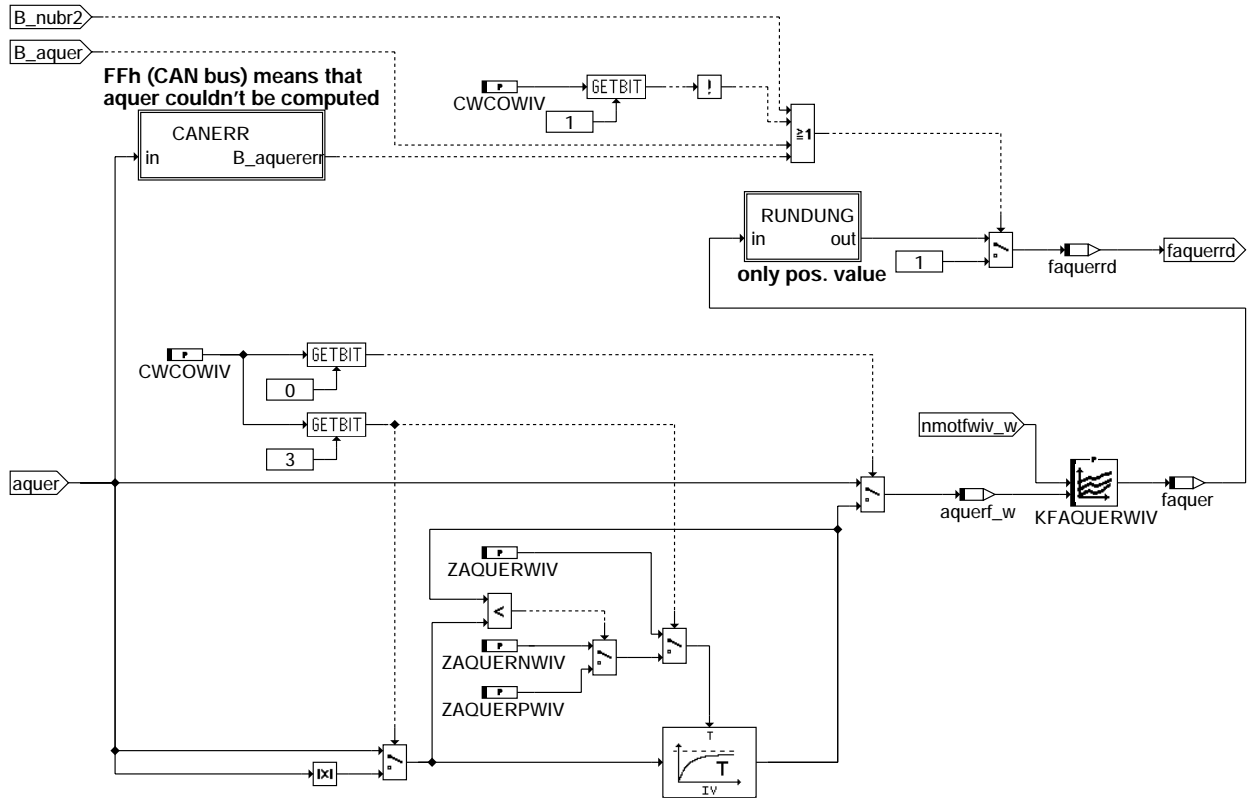 B_nubr2
B_aquer
FFh (CAN bus) means that
aquer couldn't be computed
P
CWCOWIV
GETBIT
!
1
CANERR
in
B_aquererr
≥1
RUNDUNG
in
out
only pos. value
1
faquerrd
faquerrd
P
CWCOWIV
GETBIT
0
GETBIT
3
nmotfwiv_w
aquer
P
aquerf_w
KFAQUERWIV
faquer
P
ZAQUERWIV
<
P
ZAQUERNWIV
P
ZAQUERPWIV
T
T
IV
|x|